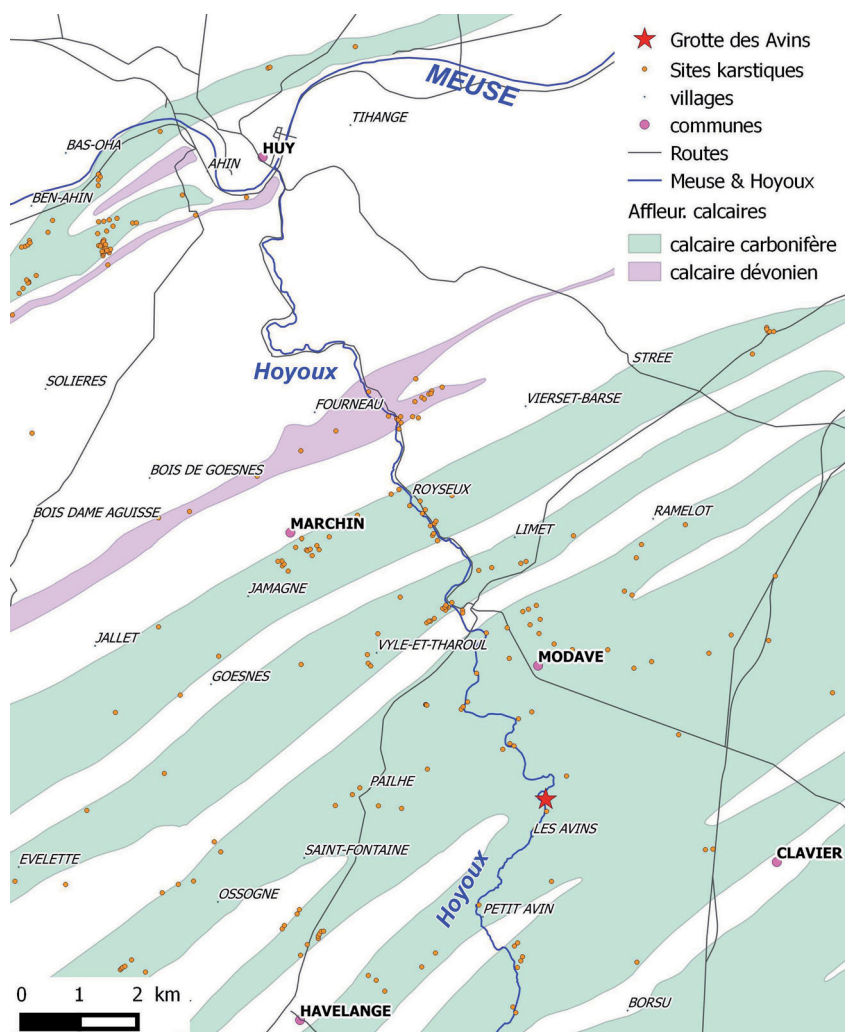 MEUSE
TIHANGE
BAS-OHA
HUY
AHIN
BEN-AHIN
Grotte des Avins
Sites karstiques
villages
communes
Routes
Meuse & Hoyoux
Affleur. calcaires
calcaire carbonifère
calcaire dévonien
STREE
Hoyoux
SOLIERES
FOURNEAU
VIERSET-BARSE
BOIS DE GOESNES
ROYSEUX
BOIS DAME AGUISSE
MARCHIN
LIMET
RAMELOT
JAMAGNE
JALLET
VYLE-ET-THAROUL
MODAVE
GOESNES
PAILHE
LES AVINS
EVELETTE
SAINT-FONTAINE
CLAVIER
OSSOGNE
Hoyoux
PETIT AVIN
0 1 2 km
HAVELANGE
BORSU